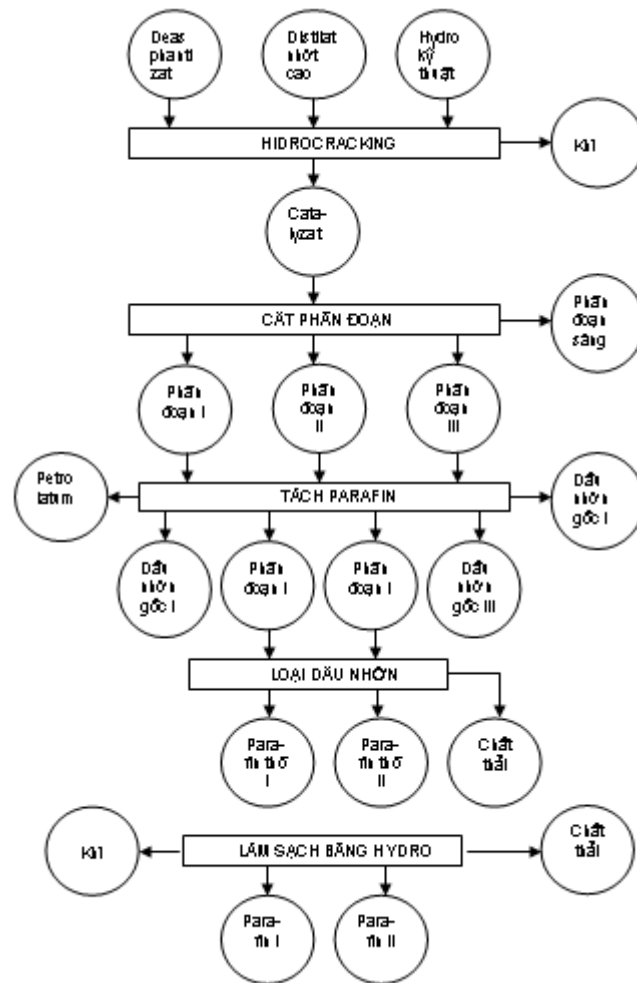 Deas
phanti
zat
Distilat
nhớt
cao
Hydro
kỹ
thuật
HIDROCRACKING
Khí
Cata-
lyzat
CẮT PHÂN ĐOẠN
Phân
đoạn
sáng
Phân
đoạn I
Phân
đoạn
II
Phân
đoạn
III
Petro
latum
TÁCH PARAFIN
Dầu
nhờn
gốc I
Dầu
nhờn
gốc I
Phân
đoạn I
Phân
đoạn I
Dầu
nhờn
gốc III
LOẠI DẦU NHỜN
Para-
fin thô
I
Para-
fin thô
II
Chất
thải
Khí
LÀM SẠCH BẰNG HYDRO
Chất
thải
Para-
fin I
Para-
fin II